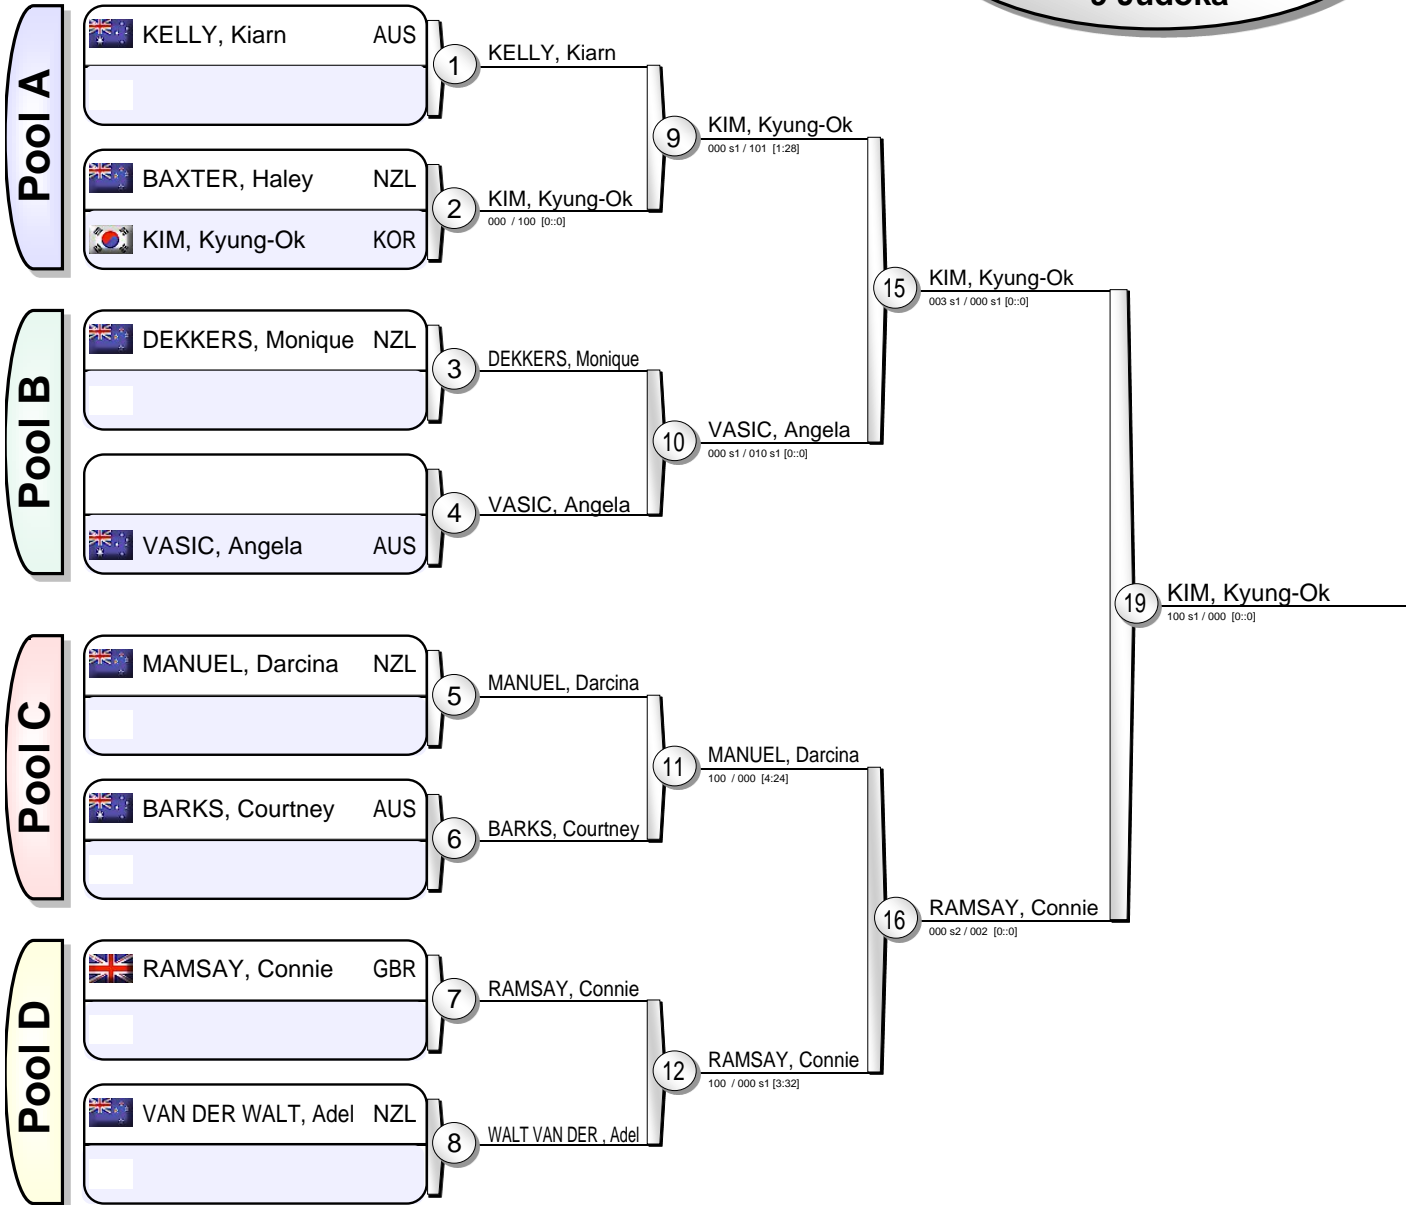 9 Judoka
Pool A
KELLY, Kiarn AUS
1
KELLY, Kiarn
BAXTER, Haley NZL
KIM, Kyung-Ok KOR
2
KIM, Kyung-Ok
000 / 100 [0::0]
9
KIM, Kyung-Ok
000 s1 / 101 [1:28]
Pool B
DEKKERS, Monique NZL
3
DEKKERS, Monique
VASIC, Angela AUS
4
VASIC, Angela
10
VASIC, Angela
000 s1 / 010 s1 [0::0]
15
KIM, Kyung-Ok
003 s1 / 000 s1 [0::0]
Pool C
MANUEL, Darcina NZL
5
MANUEL, Darcina
BARKS, Courtney AUS
6
BARKS, Courtney
11
MANUEL, Darcina
100 / 000 [4:24]
Pool D
RAMSAY, Connie GBR
7
RAMSAY, Connie
VAN DER WALT, Adel NZL
8
WALT VAN DER , Adel
12
RAMSAY, Connie
100 / 000 s1 [3:32]
16
RAMSAY, Connie
000 s2 / 002 [0::0]
19
KIM, Kyung-Ok
100 s1 / 000 [0::0]